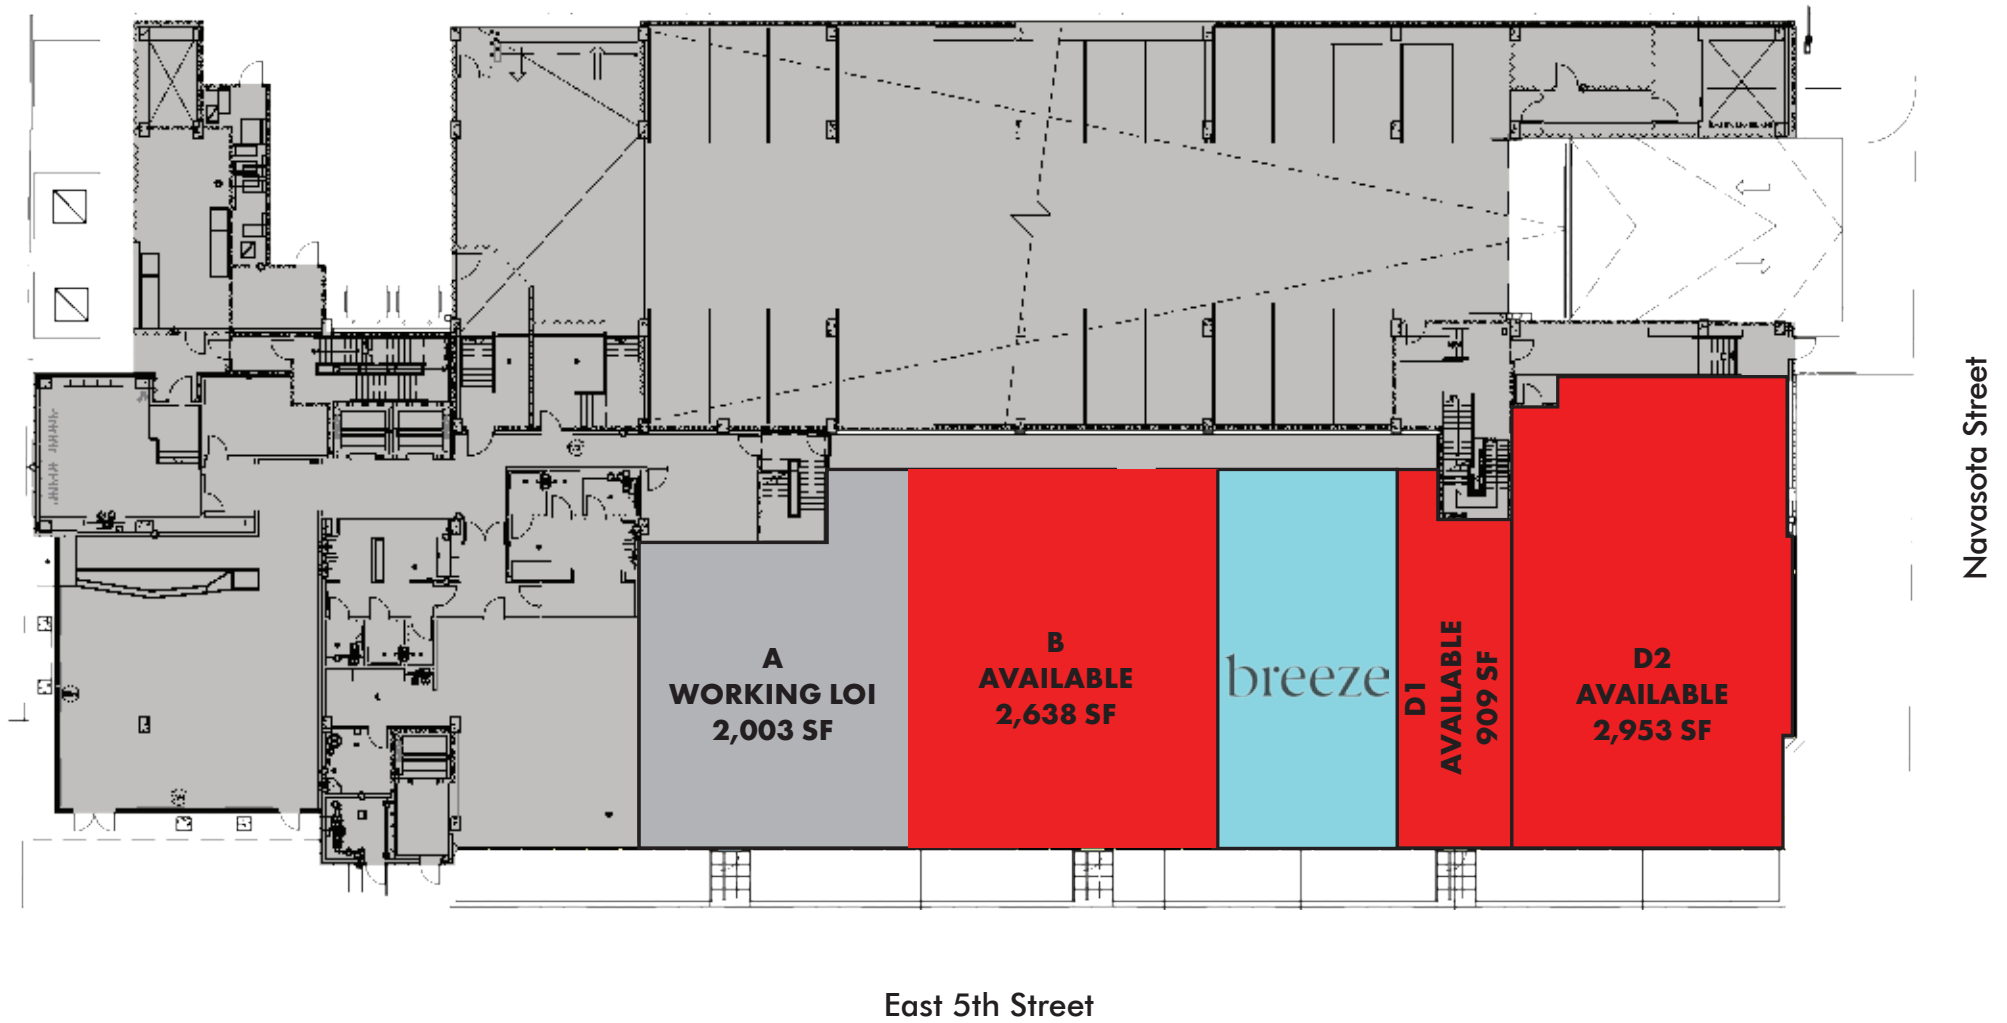 A
WORKING LOI
2,003 SF
B
AVAILABLE
2,638 SF
breeze
D1
AVAILABLE
909 SF
D2
AVAILABLE
2,953 SF
Navasota Street
East 5th Street